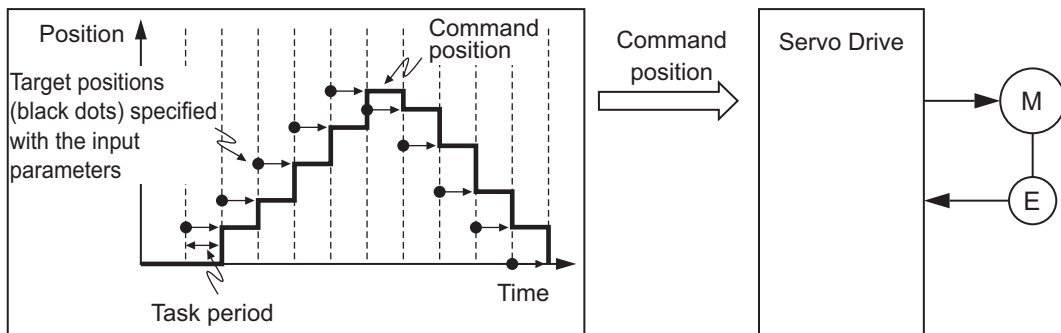 Position
Command
position
Target positions
(black dots) specified
with the input
parameters
Time
Task period
Command
position
Servo Drive
M
E